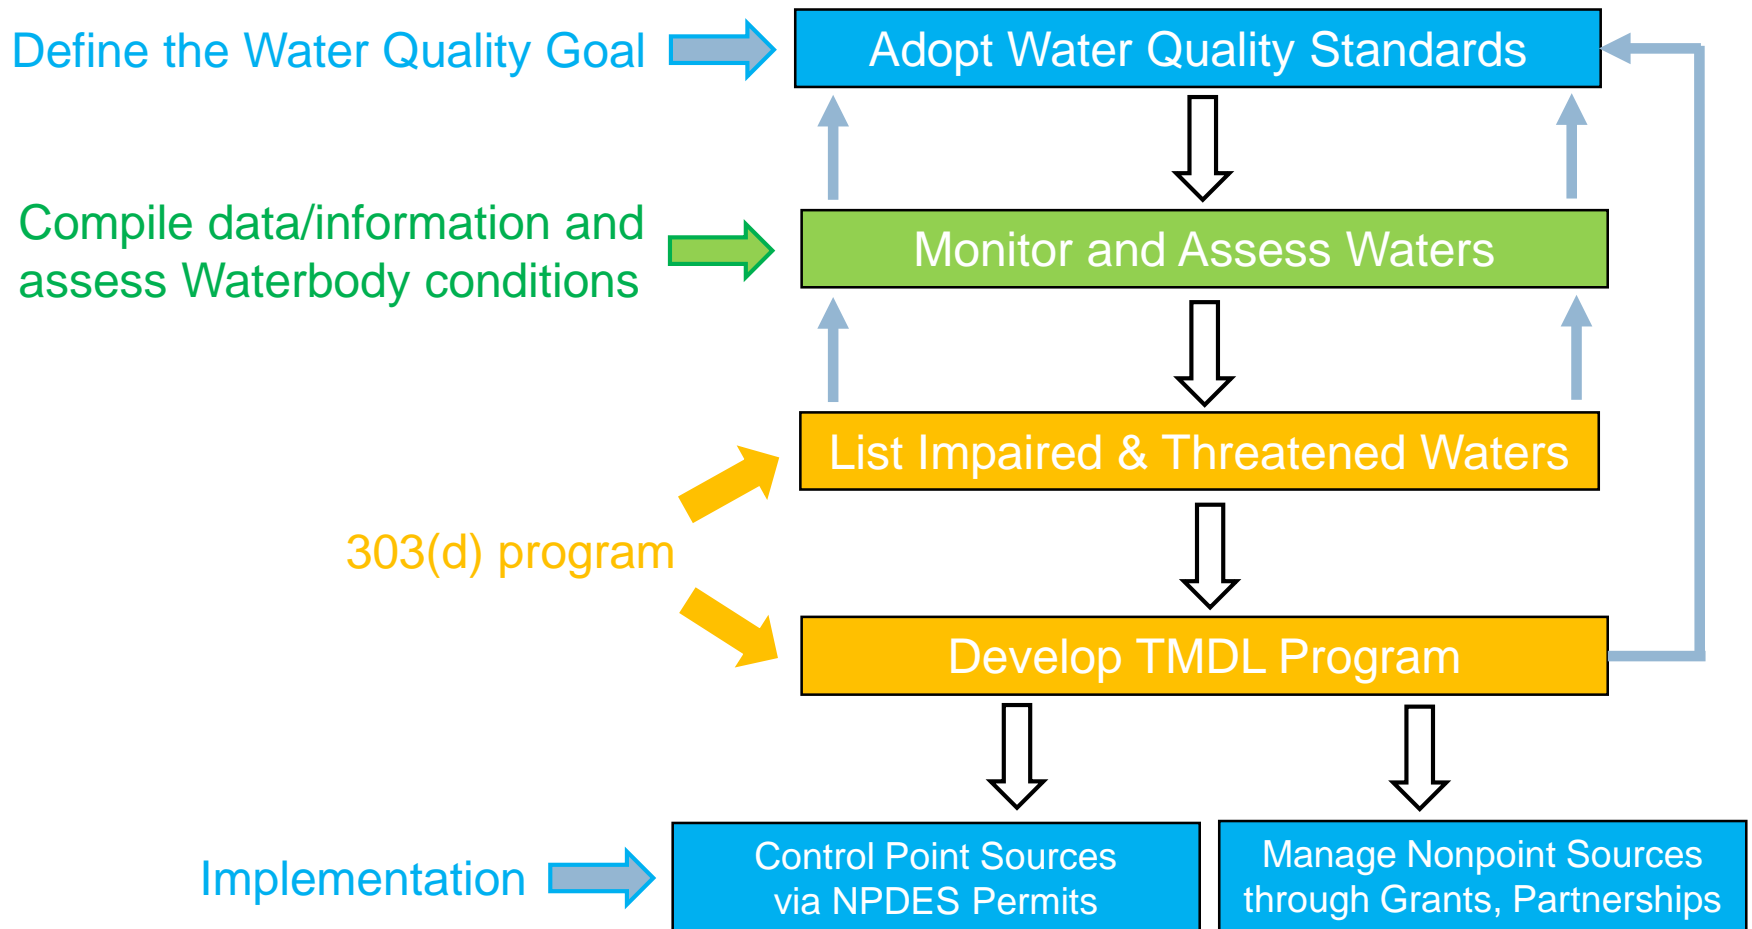 Define the Water Quality Goal
Adopt Water Quality Standards
Compile data/information and
assess Waterbody conditions
Monitor and Assess Waters
List Impaired & Threatened Waters
303(d) program
Develop TMDL Program
Implementation
Control Point Sources
via NPDES Permits
Manage Nonpoint Sources
through Grants, Partnerships